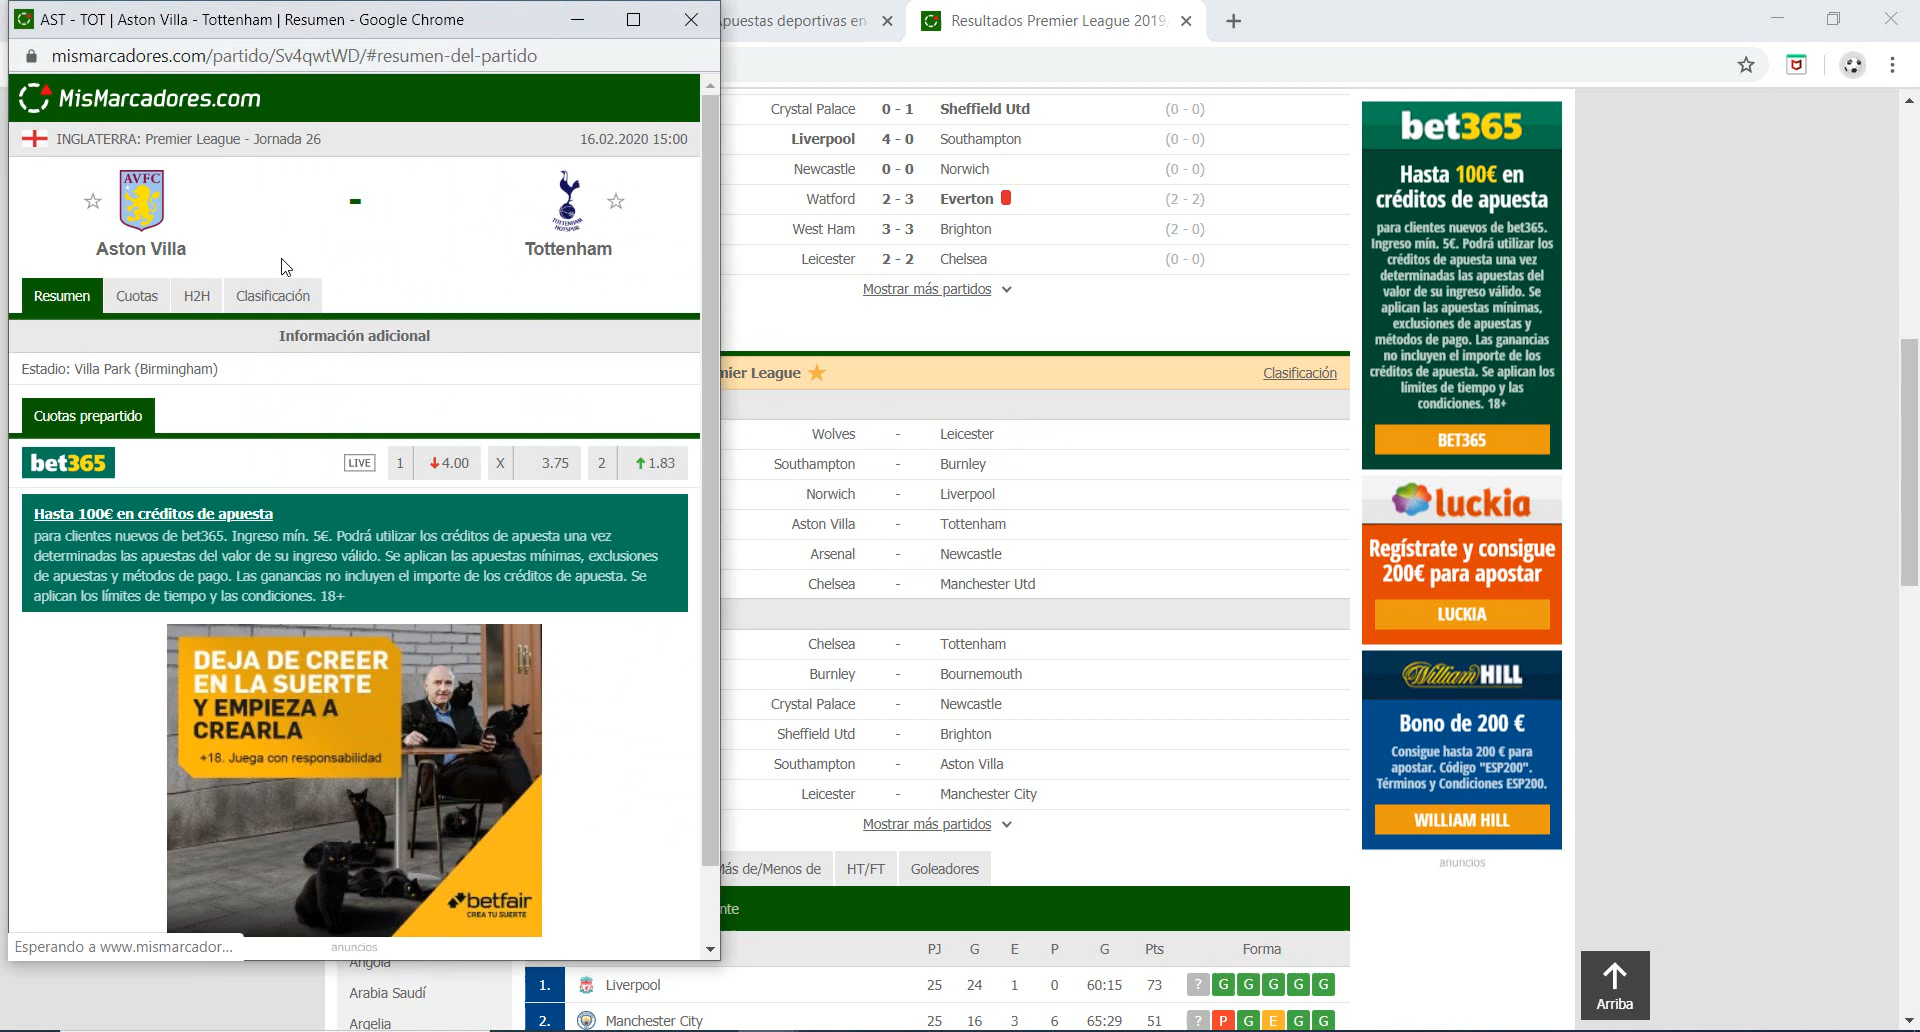 AST - TOT | Aston Villa - Tottenham | Resumen - Google Chrome
mismarcadores.com/partido/Sv4qwtWD/#resumen-del-partido
MisMarcadores.com
INGLATERRA: Premier League - Jornada 26
16.02.2020 15:00
AVFC
-
TOTTENHAM
HOTSPUR
Aston Villa
Tottenham
Resumen
Cuotas
H2H
Clasificación
Información adicional
Estadio: Villa Park (Birmingham)
Cuotas prepartido
bet365
LIVE
1 4.00
X 3.75
2 1.83
Hasta 100€ en créditos de apuesta
para clientes nuevos de bet365. Ingreso mín. 5€. Podrá utilizar los créditos de apuesta una vez
determinadas las apuestas del valor de su ingreso válido. Se aplican las apuestas mínimas, exclusiones
de apuestas y métodos de pago. Las ganancias no incluyen el importe de los créditos de apuesta. Se
aplican los límites de tiempo y las condiciones. 18+
DEJA DE CREER
EN LA SUERTE
Y EMPIEZA A
CREARLA
+18. Juega con responsabilidad
betfair
CREA TU SUERTE
anuncios
Esperando a www.mismarcador...
puestas deportivas en
Resultados Premier League 2019
Crystal Palace 0 - 1 Sheffield Utd (0 - 0)
Liverpool 4 - 0 Southampton (0 - 0)
Newcastle 0 - 0 Norwich (0 - 0)
Watford 2 - 3 Everton (2 - 2)
West Ham 3 - 3 Brighton (2 - 0)
Leicester 2 - 2 Chelsea (0 - 0)
Mostrar más partidos
mier League
Clasificación
Wolves - Leicester
Southampton - Burnley
Norwich - Liverpool
Aston Villa - Tottenham
Arsenal - Newcastle
Chelsea - Manchester Utd
Chelsea - Tottenham
Burnley - Bournemouth
Crystal Palace - Newcastle
Sheffield Utd - Brighton
Southampton - Aston Villa
Leicester - Manchester City
Mostrar más partidos
Más de/Menos de
HT/FT
Goleadores
nte
PJ G E P G Pts Forma
1. Liverpool 25 24 1 0 60:15 73 ? G G G G G
2. Manchester City 25 16 3 6 65:29 51 ? P G E G G
Angola
Arabia Saudí
Argelia
bet365
Hasta 100€ en
créditos de apuesta
para clientes nuevos de bet365.
Ingreso mín. 5€. Podrá utilizar los
créditos de apuesta una vez
determinadas las apuestas del
valor de su ingreso válido. Se
aplican las apuestas mínimas,
exclusiones de apuestas y
métodos de pago. Las ganancias
no incluyen el importe de los
créditos de apuesta. Se aplican los
límites de tiempo y las
condiciones. 18+
BET365
luckia
Regístrate y consigue
200€ para apostar
LUCKIA
William HILL
Bono de 200 €
Consigue hasta 200 € para
apostar. Código "ESP200".
Términos y Condiciones ESP200.
WILLIAM HILL
anuncios
Arriba